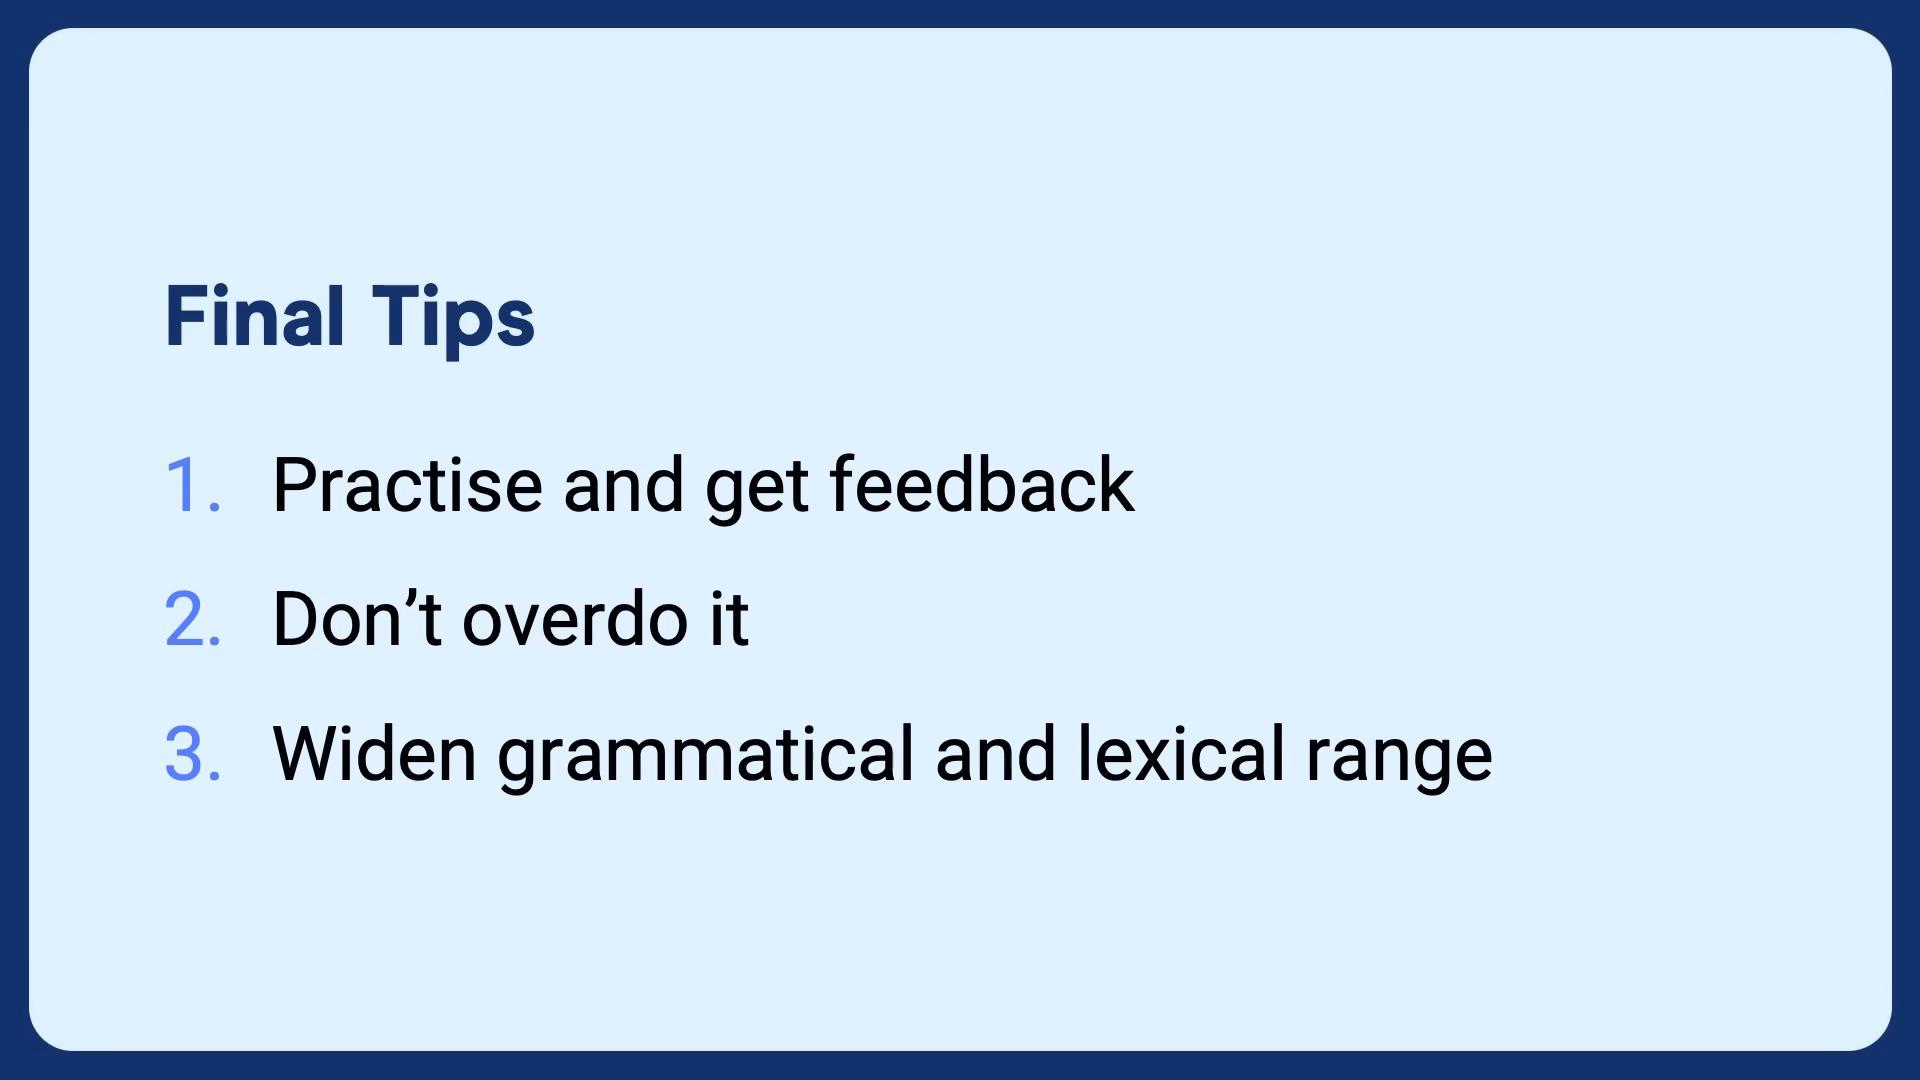 Final Tips
1. Practise and get feedback
2. Don’t overdo it
3. Widen grammatical and lexical range